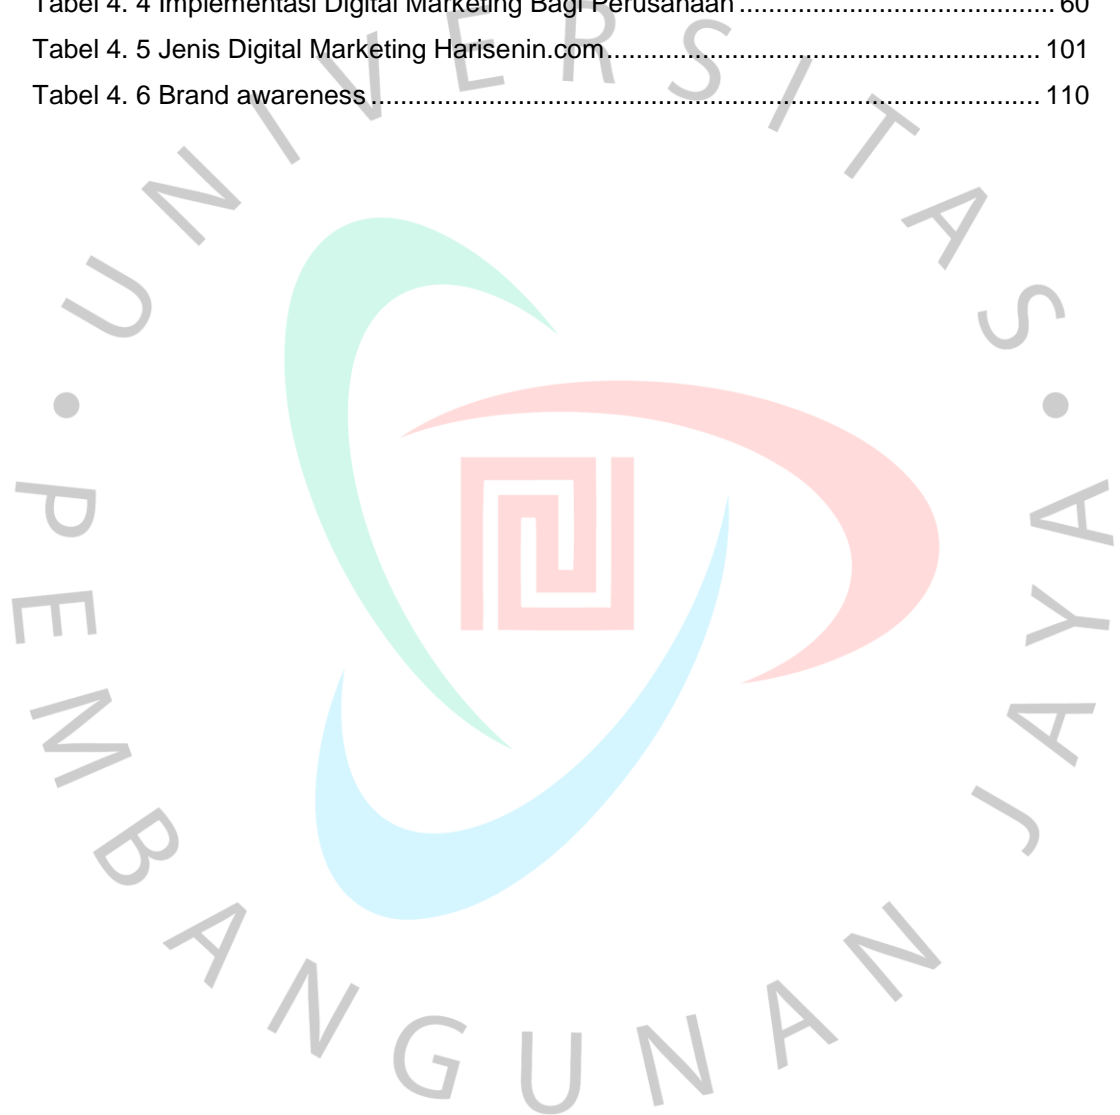 Tabel 4. 4 Implementasi Digital Marketing Bagi Perusahaan ........................................... 60
Tabel 4. 5 Jenis Digital Marketing Harisenin.com............................................................ 101
Tabel 4. 6 Brand awareness ............................................................................................ 110
UNIVERSITAS
• PEMBANGUNAN JAYA •